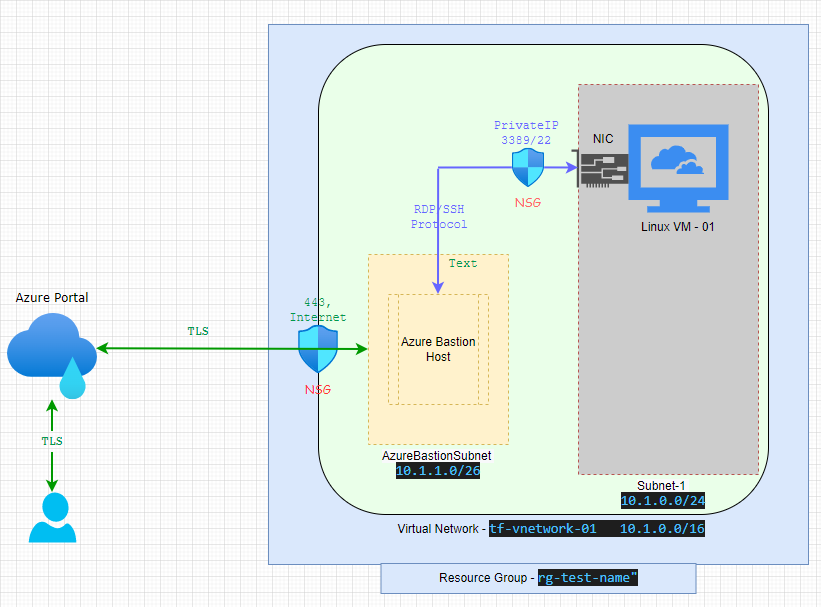 PrivateIP
3389/22
NIC
NSG
RDP/SSH
Protocol
Linux VM - 01
Text
Azure Portal
443,
Internet
TLS
Azure Bastion
Host
NSG
TLS
AzureBastionSubnet
10.1.1.0/26
Subnet-1
10.1.0.0/24
Virtual Network - tf-vnetwork-01 10.1.0.0/16
Resource Group - rg-test-name"